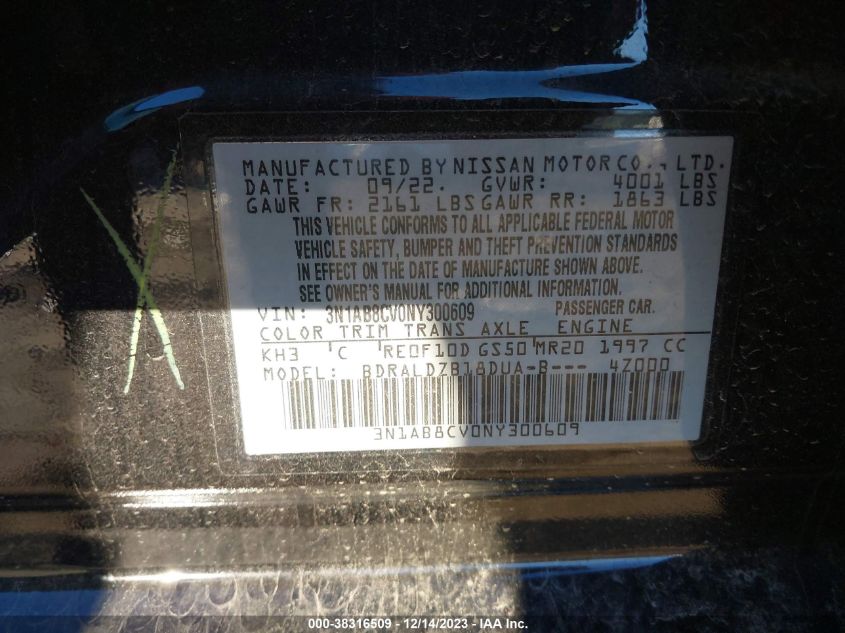 MANUFACTURED BY NISSAN MOTOR CO., LTD.
DATE: 09/22. GVWR: 4001 LBS
GAWR FR: 2161 LBS GAWR RR: 1863 LBS
THIS VEHICLE CONFORMS TO ALL APPLICABLE FEDERAL MOTOR
VEHICLE SAFETY, BUMPER AND THEFT PREVENTION STANDARDS
IN EFFECT ON THE DATE OF MANUFACTURE SHOWN ABOVE.
SEE OWNER'S MANUAL FOR ADDITIONAL INFORMATION.
VIN: 3N1AB8CV0NY300609 PASSENGER CAR.
COLOR TRIM TRANS AXLE ENGINE
KH3 C RE0F10D GS50 MR20 1997 CC
MODEL: BDRALDZB18DUA-B--- 4Z000
3N1AB8CV0NY300609
000-38316509 - 12/14/2023 - IAA Inc.